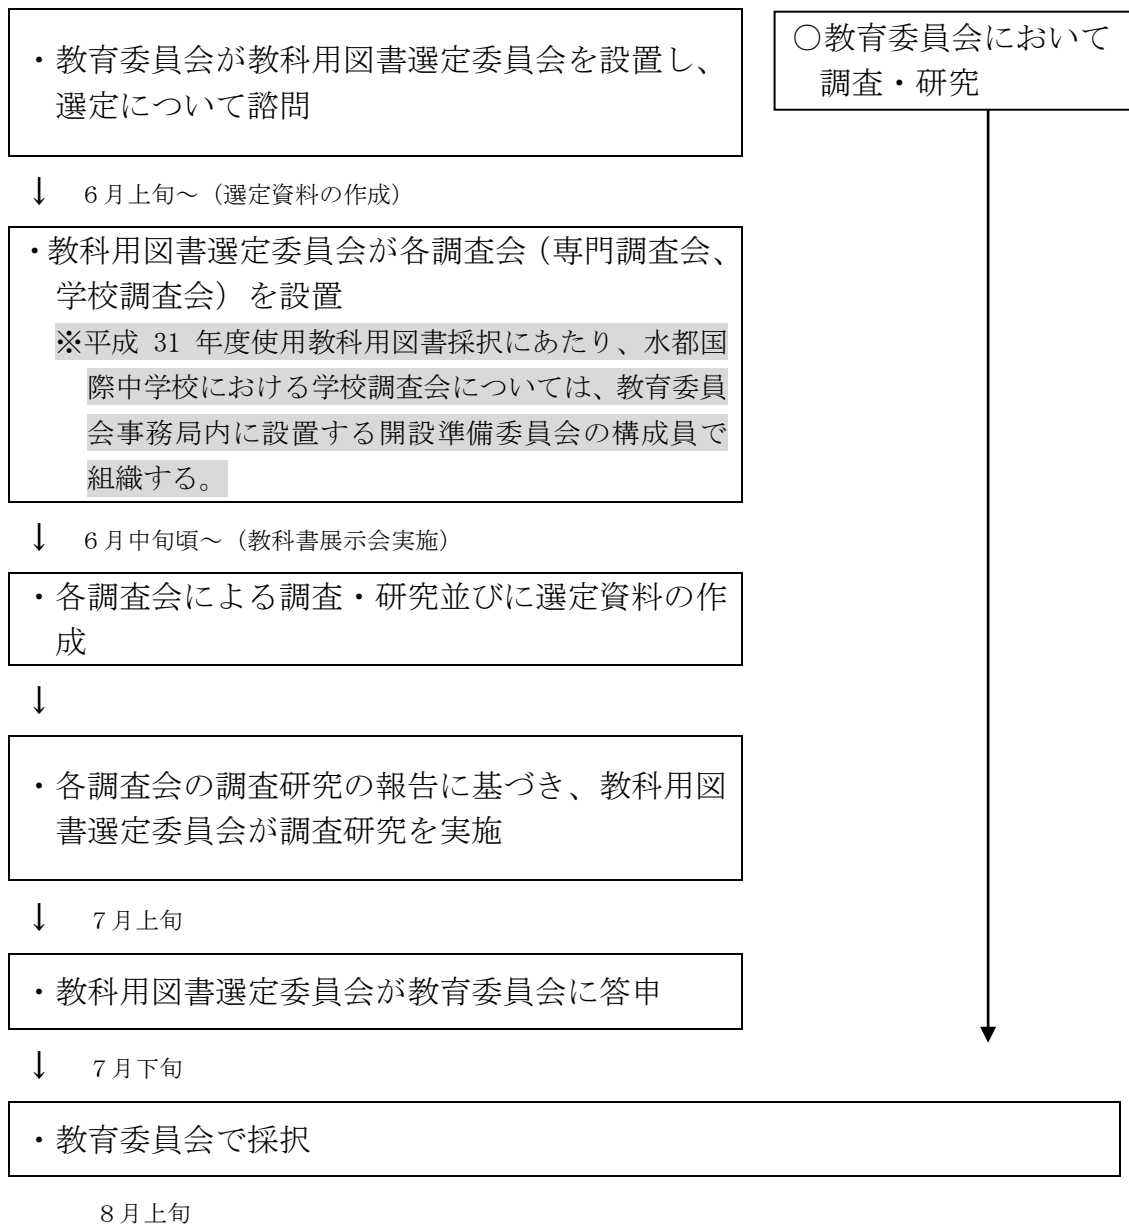 ・教育委員会が教科用図書選定委員会を設置し、
選定について諮問
○教育委員会において
調査・研究
↓ 6月上旬～（選定資料の作成）
・教科用図書選定委員会が各調査会（専門調査会、
学校調査会）を設置
※平成 31 年度使用教科用図書採択にあたり、水都国
際中学校における学校調査会については、教育委員
会事務局内に設置する開設準備委員会の構成員で
組織する。
↓ 6月中旬頃～（教科書展示会実施）
・各調査会による調査・研究並びに選定資料の作
成
↓
・各調査会の調査研究の報告に基づき、教科用図
書選定委員会が調査研究を実施
↓ 7月上旬
・教科用図書選定委員会が教育委員会に答申
↓ 7月下旬
・教育委員会で採択
8月上旬